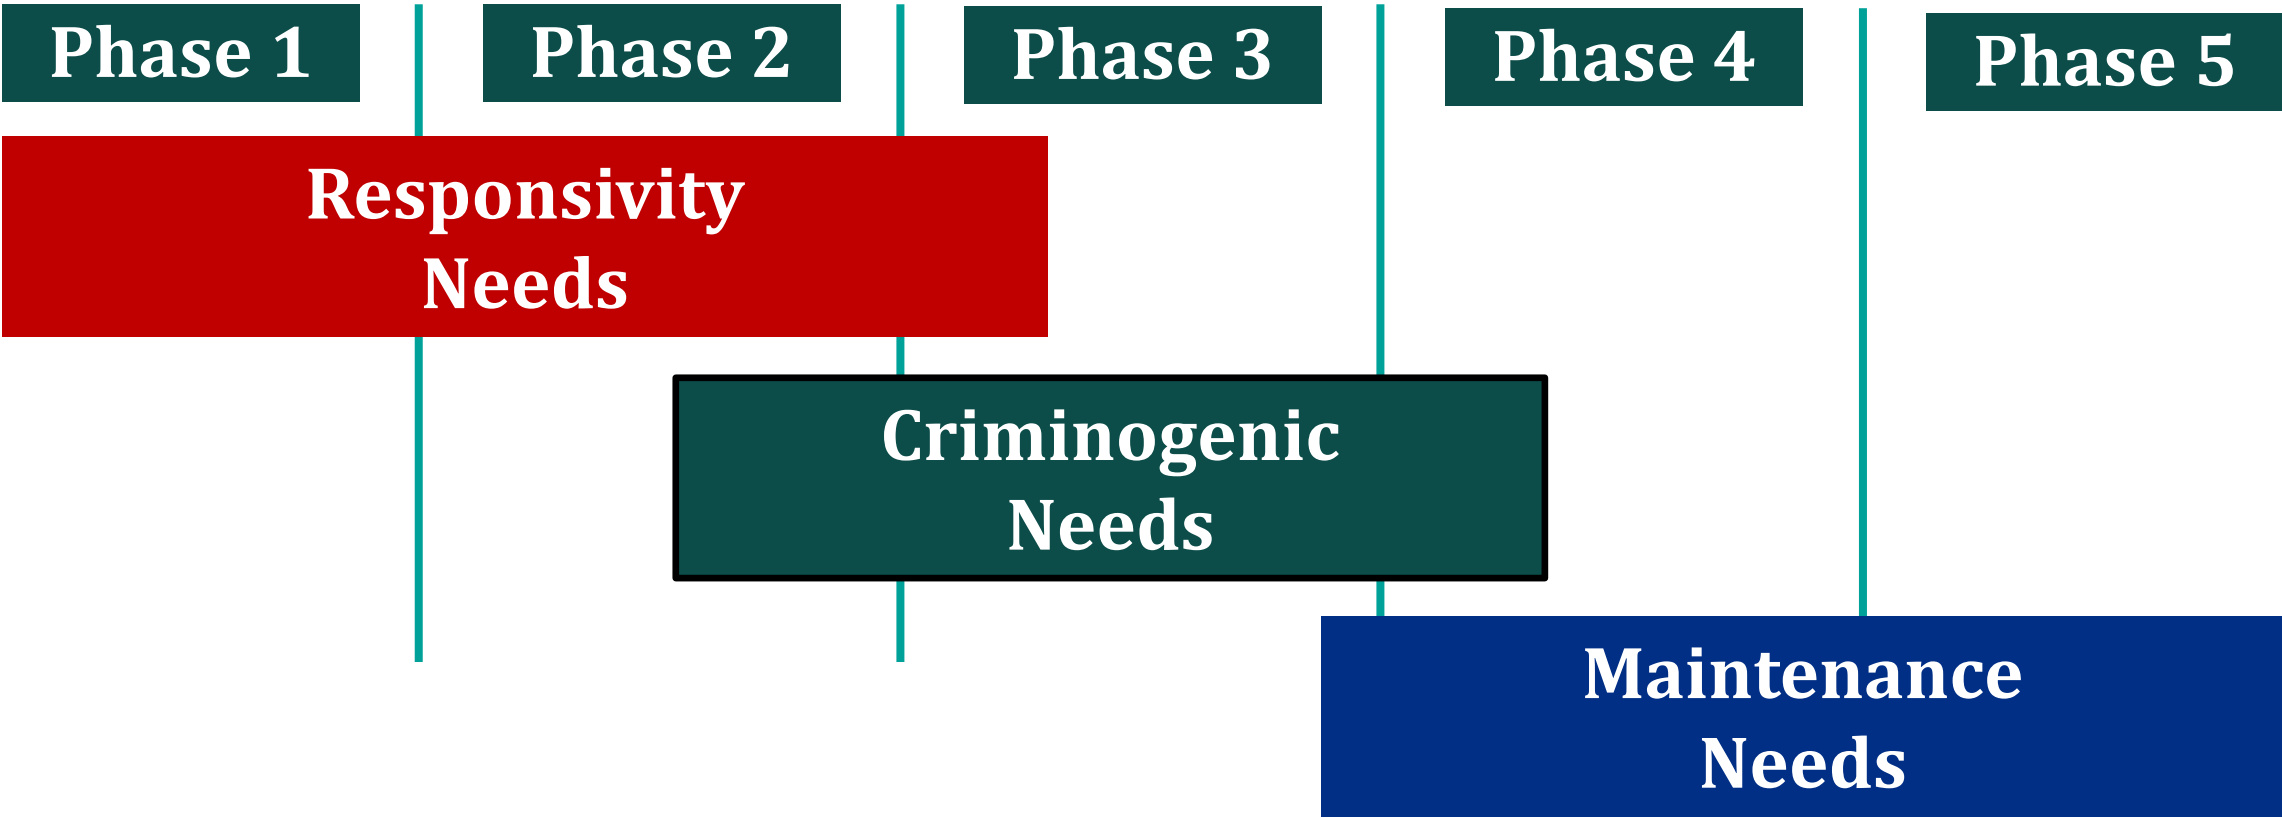 Phase 1
Phase 2
Phase 3
Phase 4
Phase 5
Responsivity
Needs
Criminogenic
Needs
Maintenance
Needs